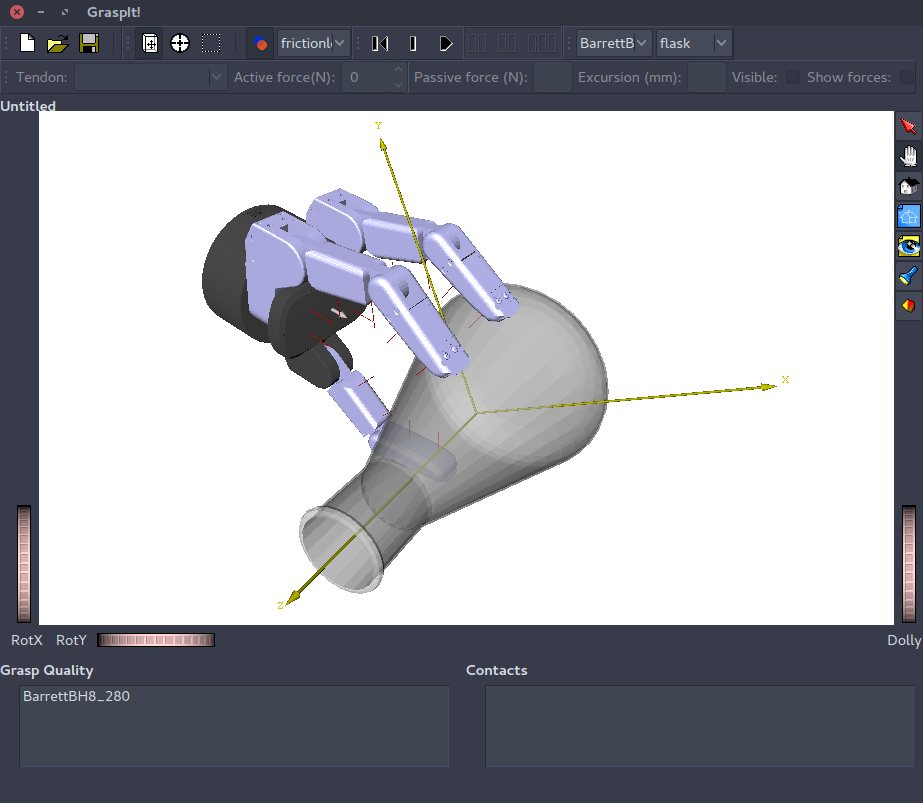 GraspIt!
frictionl BarrettB flask
Tendon: Active force(N): 0 Passive force (N): Excursion (mm): Visible: Show forces:
Untitled
Y
X
Z
RotX RotY Dolly
Grasp Quality Contacts
BarrettBH8_280